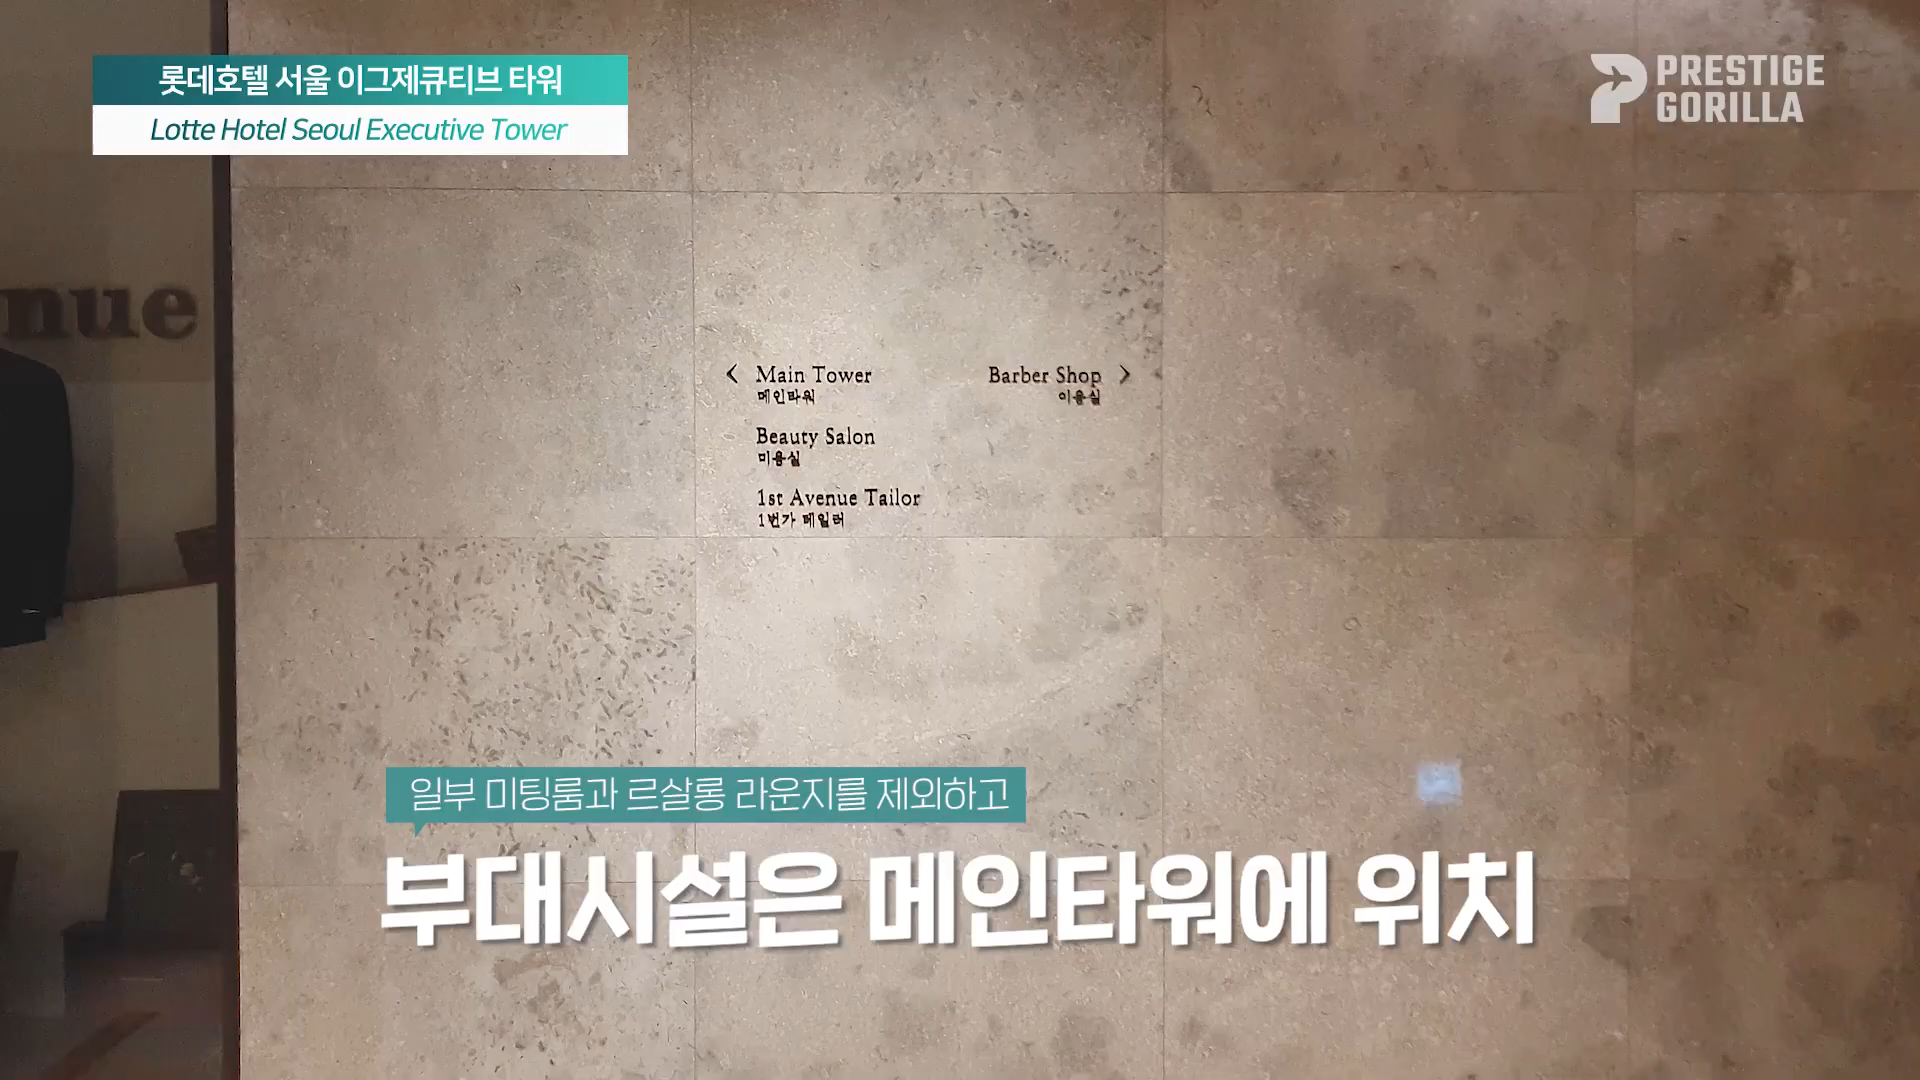 롯데호텔 서울 이그제큐티브 타워
Lotte Hotel Seoul Executive Tower
PRESTIGE
GORILLA
nue
< Main Tower
메인타워
Beauty Salon
미용실
1st Avenue Tailor
1번가 테일러
Barber Shop >
이용실
일부 미팅룸과 르살롱 라운지를 제외하고
부대시설은 메인타워에 위치